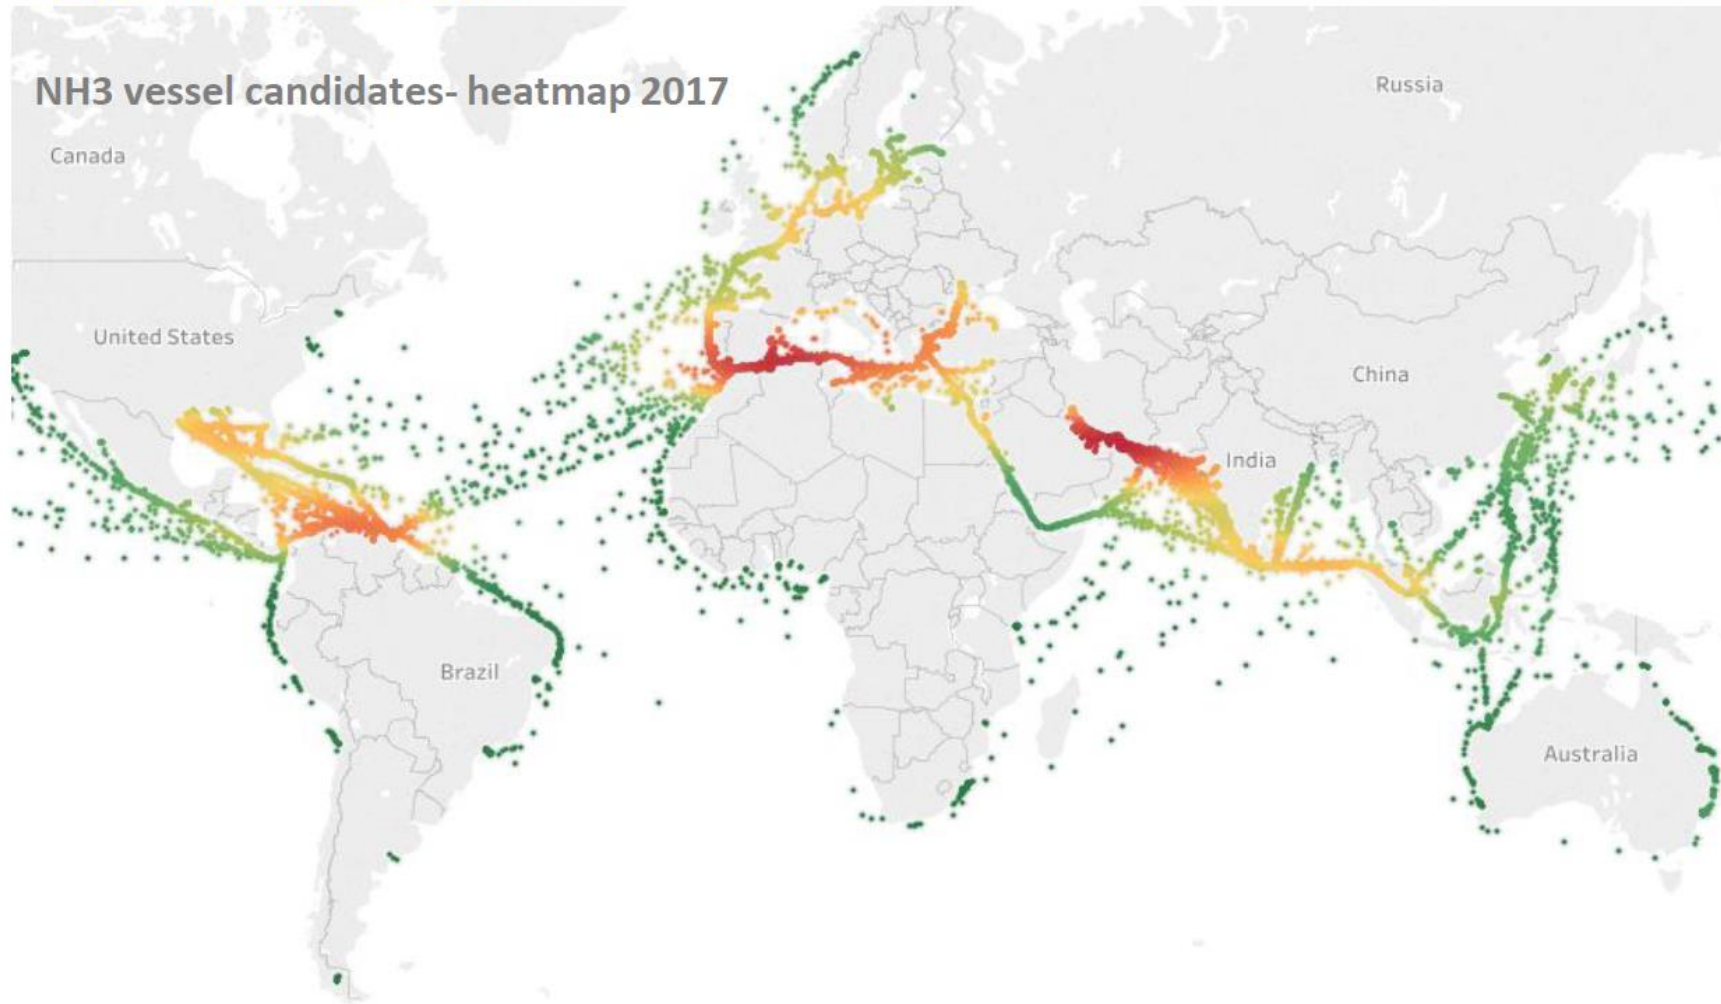 NH3 vessel candidates- heatmap 2017
Russia
Canada
United States
China
India
Brazil
Australia